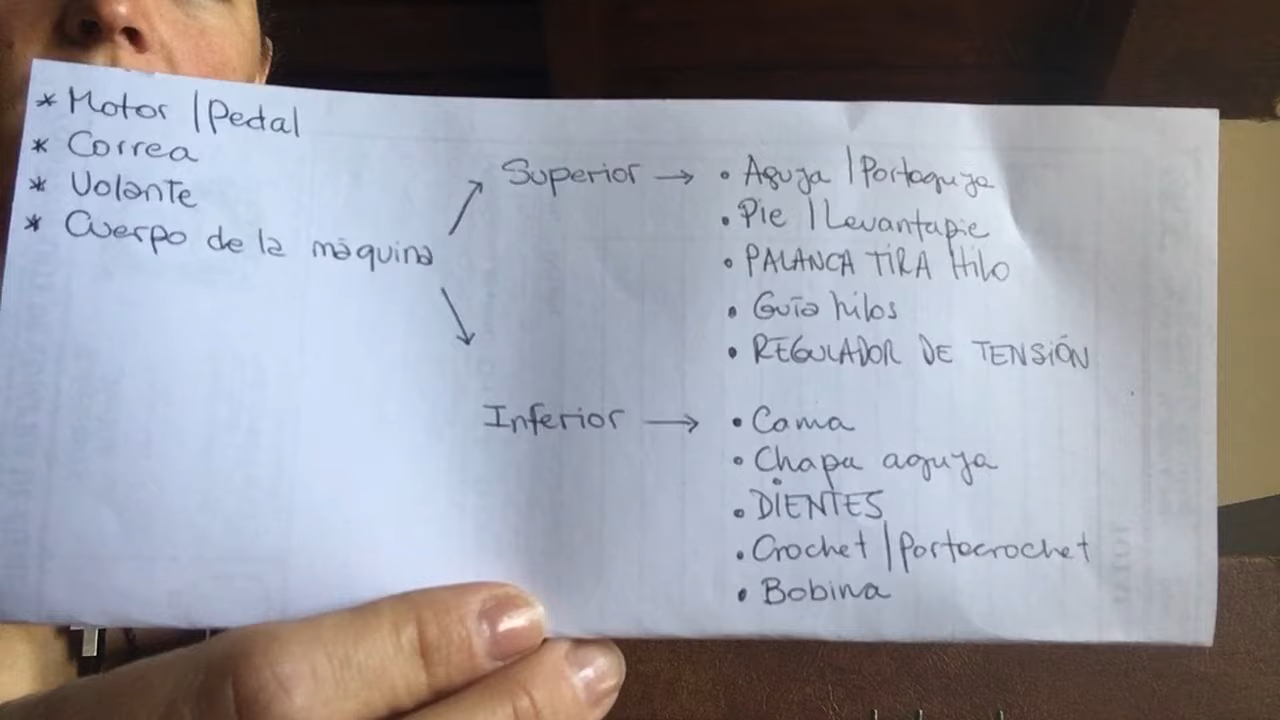 * Motor | Pedal
* Correa
* Volante
* Cuerpo de la máquina
Superior → • Aguja | Portaaguja
• Pie | Levantapie
• PALANCA TIRA Hilo
• Guía hilos
• REGULADOR DE TENSIÓN
Inferior → • Cama
• Chapa aguja
• DIENTES
• Crochet | Portacrochet
• Bobina